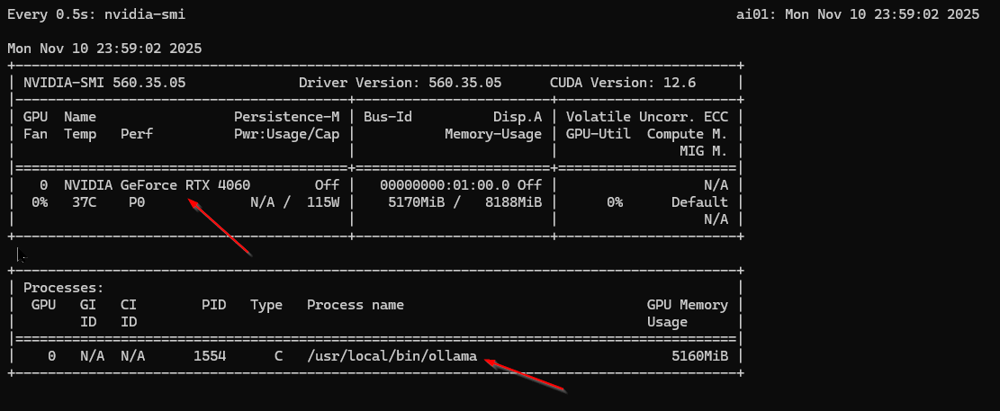 Every 0.5s: nvidia-smi ai01: Mon Nov 10 23:59:02 2025
Mon Nov 10 23:59:02 2025
+-----------------------------------------------------------------------------------------+
| NVIDIA-SMI 560.35.05              Driver Version: 560.35.05      CUDA Version: 12.6     |
|-----------------------------------------+------------------------+----------------------+
| GPU  Name                 Persistence-M | Bus-Id          Disp.A | Volatile Uncorr. ECC |
| Fan  Temp   Perf          Pwr:Usage/Cap |           Memory-Usage | GPU-Util  Compute M. |
|                                         |                        |               MIG M. |
|=========================================+========================+======================|
|   0  NVIDIA GeForce RTX 4060        Off |   00000000:01:00.0 Off |                  N/A |
|  0%   37C    P0            N/A /  115W |    5170MiB /   8188MiB |      0%      Default |
|                                         |                        |                  N/A |
+-----------------------------------------+------------------------+----------------------+
+-----------------------------------------------------------------------------------------+
| Processes:                                                                              |
|  GPU   GI   CI        PID   Type   Process name                              GPU Memory |
|        ID   ID                                                               Usage      |
|=========================================================================================|
|    0   N/A  N/A      1554      C   /usr/local/bin/ollama                        5160MiB |
+-----------------------------------------------------------------------------------------+